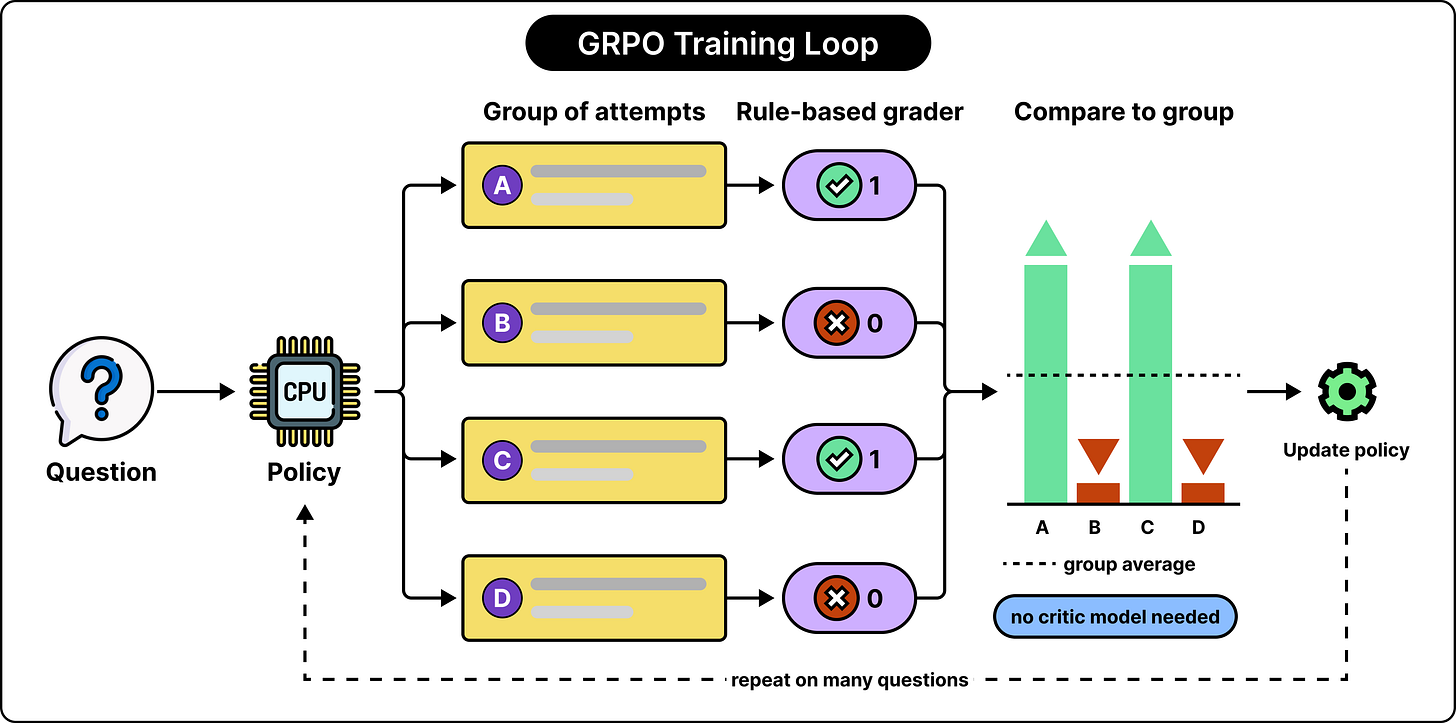 GRPO Training Loop
Group of attempts
Rule-based grader
Compare to group
A
1
B
0
CPU
Question
Policy
C
1
D
0
A B C D
group average
no critic model needed
Update policy
repeat on many questions